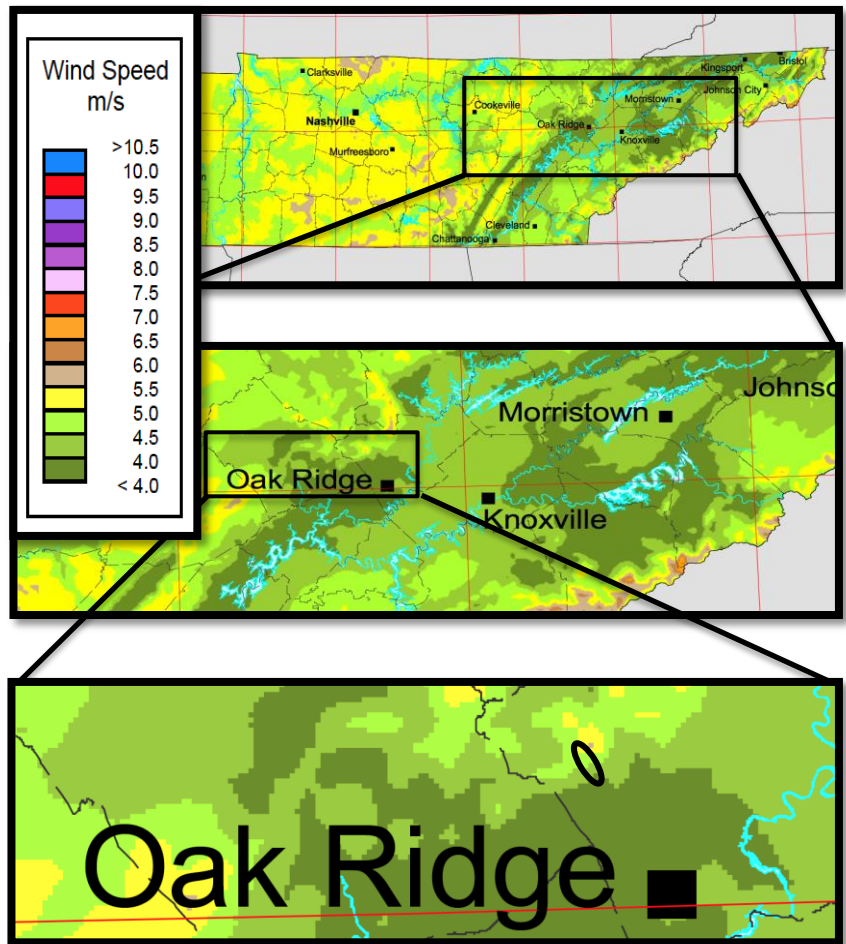 Wind Speed
m/s
>10.5
10.0
9.5
9.0
8.5
8.0
7.5
7.0
6.5
6.0
5.5
5.0
4.5
4.0
< 4.0
Clarksville
Nashville
Murfreesboro
Cookeville
Oak Ridge
Knoxville
Morristown
Kingsport
Bristol
Johnson City
Cleveland
Chattanooga
Johnso
Morristown
Oak Ridge
Knoxville
Oak Ridge